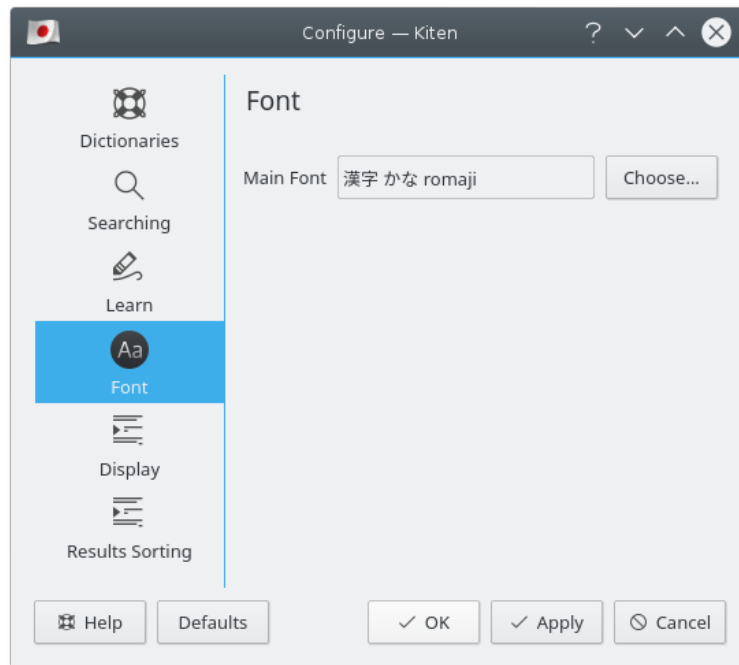 Configure — Kiten
Dictionaries
Searching
Learn
Aa
Font
Display
Results Sorting
Font
Main Font 漢字 かな romaji Choose...
Help Defaults OK Apply Cancel